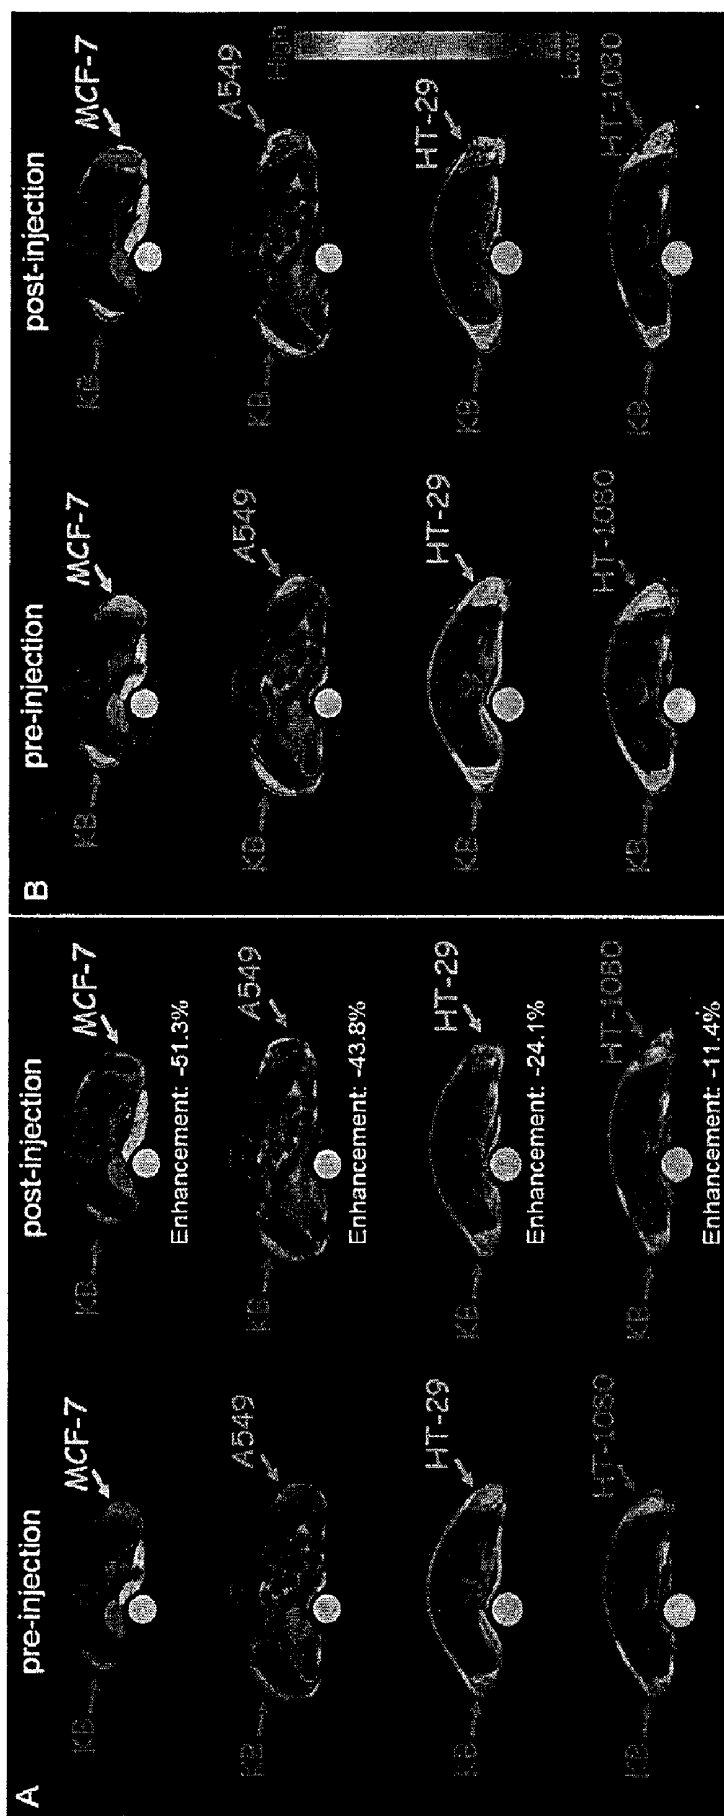 A
pre-injection
post-injection
KB
MCF-7
KB
MCF-7
Enhancement: -51.3%
KB
A549
KB
A549
Enhancement: -43.8%
KB
HT-29
KB
HT-29
Enhancement: -24.1%
KB
HT-1080
KB
HT-1080
Enhancement: -11.4%
B
pre-injection
post-injection
KB
MCF-7
KB
MCF-7
KB
A549
KB
A549
High
Low
KB
HT-29
KB
HT-29
KB
HT-1080
KB
HT-1080